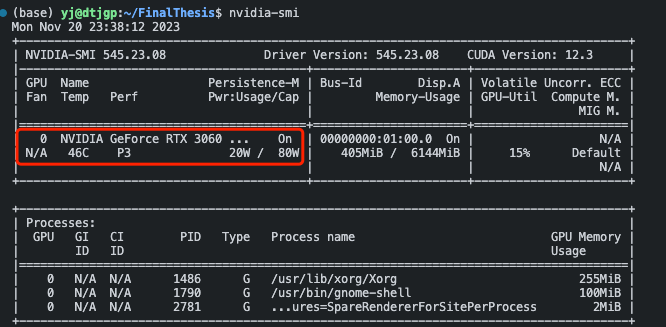 (base) yj@dtjgp:~/FinalThesis$ nvidia-smi
Mon Nov 20 23:38:12 2023
NVIDIA-SMI 545.23.08 Driver Version: 545.23.08 CUDA Version: 12.3
GPU Name Persistence-M | Bus-Id Disp.A | Volatile Uncorr. ECC
Fan Temp Perf Pwr:Usage/Cap | Memory-Usage | GPU-Util Compute M.
MIG M.
0 NVIDIA GeForce RTX 3060 ... On | 00000000:01:00.0 On | N/A
N/A 46C P3 20W / 80W | 405MiB / 6144MiB | 15% Default
N/A
Processes:
GPU GI CI PID Type Process name GPU Memory
ID ID Usage
0 N/A N/A 1486 G /usr/lib/xorg/Xorg 255MiB
0 N/A N/A 1790 G /usr/bin/gnome-shell 100MiB
0 N/A N/A 2781 G ...ures=SpareRendererForSitePerProcess 2MiB